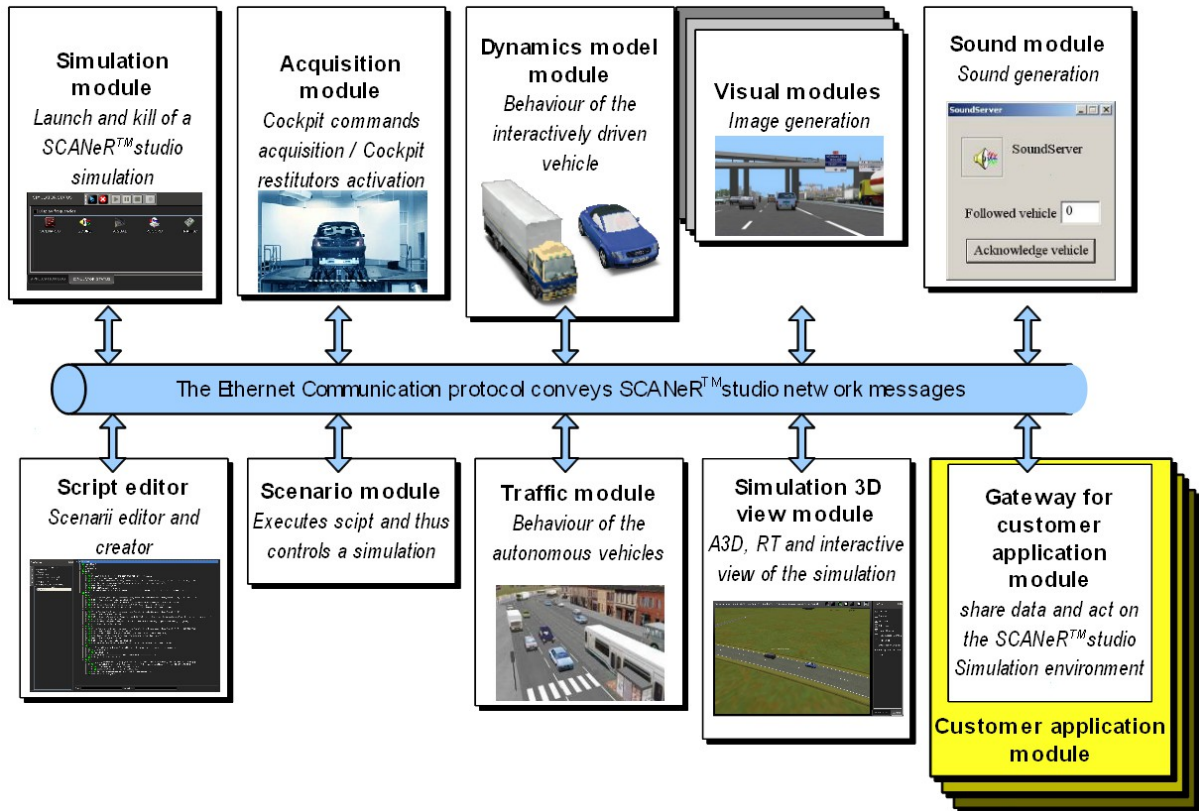 Simulation
module
Launch and kill of a
SCANeR™studio
simulation
Acquisition
module
Cockpit commands
acquisition / Cockpit
restitutors activation
Dynamics model
module
Behaviour of the
interactively driven
vehicle
Visual modules
Image generation
Sound module
Sound generation
SoundServer
SoundServer
Followed vehicle 0
Acknowledge vehicle
The Ethernet Communication protocol conveys SCANeR™studio network messages
Script editor
Scenarii editor and
creator
Scenario module
Executes scipt and thus
controls a simulation
Traffic module
Behaviour of the
autonomous vehicles
Simulation 3D
view module
A3D, RT and interactive
view of the simulation
Gateway for
customer
application
module
share data and act on
the SCANeR™studio
Simulation environment
Customer application
module